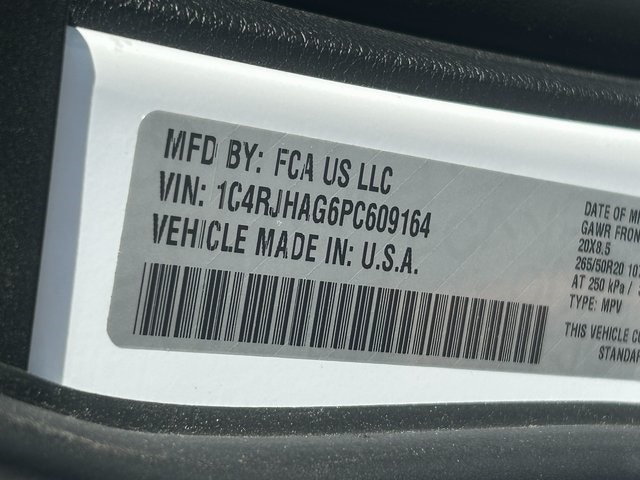 MFD BY: FCA US LLC
VIN: 1C4RJHAG6PC609164
VEHICLE MADE IN: U.S.A.
DATE OF
GAWR FRON
20X8.5
265/50R20
AT 250 kPa /
TYPE: MPV
THIS VEHICLE
STANDAR